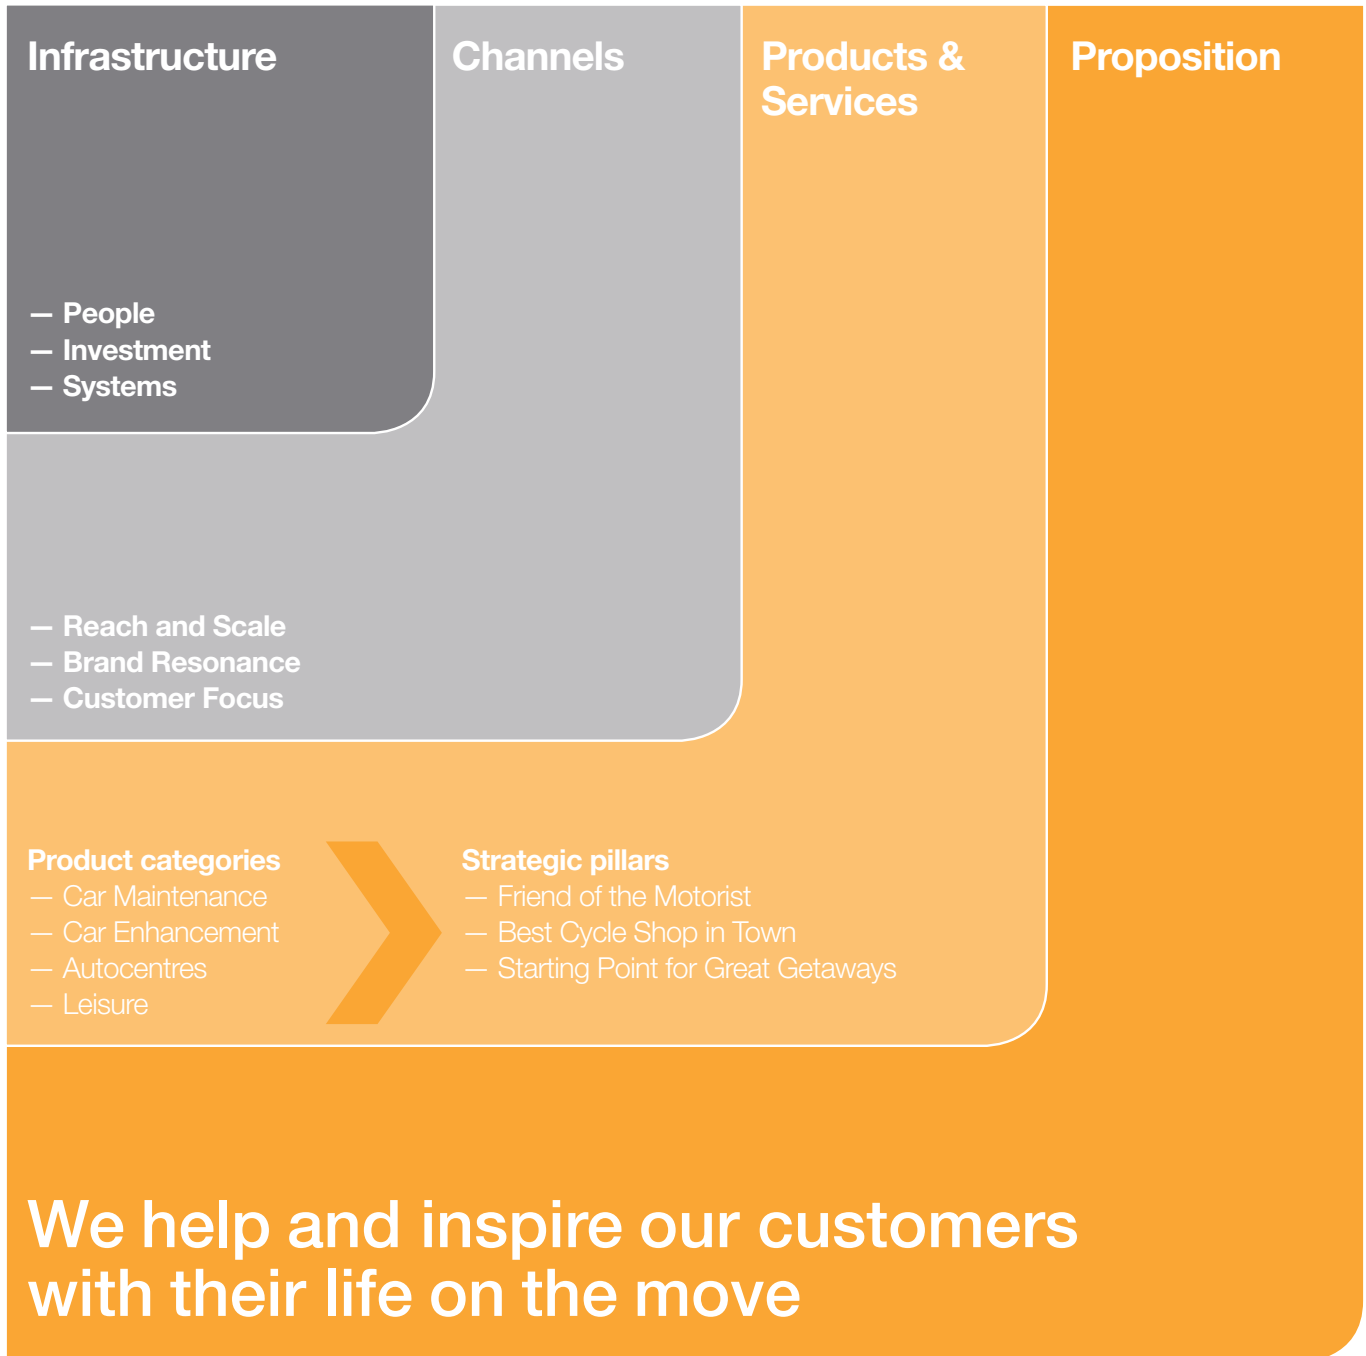 Infrastructure
Channels
Products &
Services
Proposition
— People
— Investment
— Systems
— Reach and Scale
— Brand Resonance
— Customer Focus
Product categories
— Car Maintenance
— Car Enhancement
— Autocentres
— Leisure
Strategic pillars
— Friend of the Motorist
— Best Cycle Shop in Town
— Starting Point for Great Getaways
We help and inspire our customers
with their life on the move